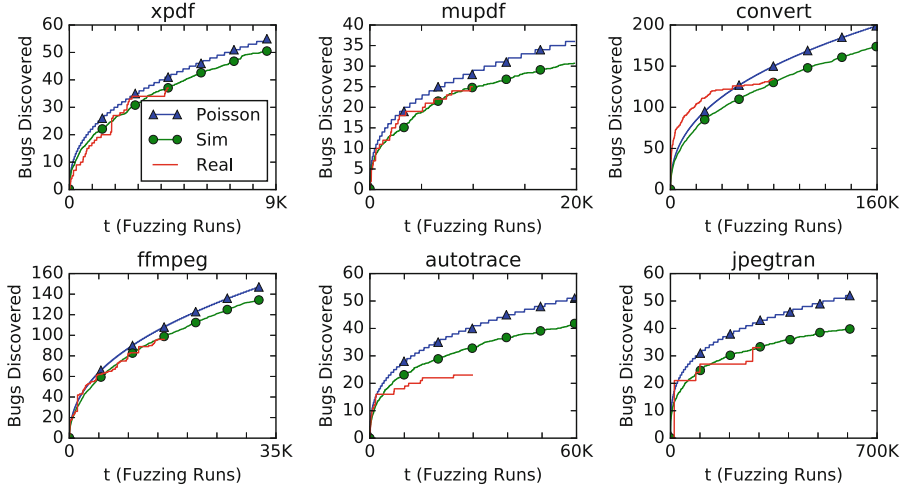 xpdf
mupdf
convert
Bugs Discovered
60
50
40
30
20
10
0
Poisson
Sim
Real
0
9K
t (Fuzzing Runs)
Bugs Discovered
40
35
30
25
20
15
10
5
0
0
20K
t (Fuzzing Runs)
Bugs Discovered
200
150
100
50
0
0
160K
t (Fuzzing Runs)
ffmpeg
autotrace
jpegtran
Bugs Discovered
160
140
120
100
80
60
40
20
0
0
35K
t (Fuzzing Runs)
Bugs Discovered
60
50
40
30
20
10
0
0
60K
t (Fuzzing Runs)
Bugs Discovered
60
50
40
30
20
10
0
0
700K
t (Fuzzing Runs)